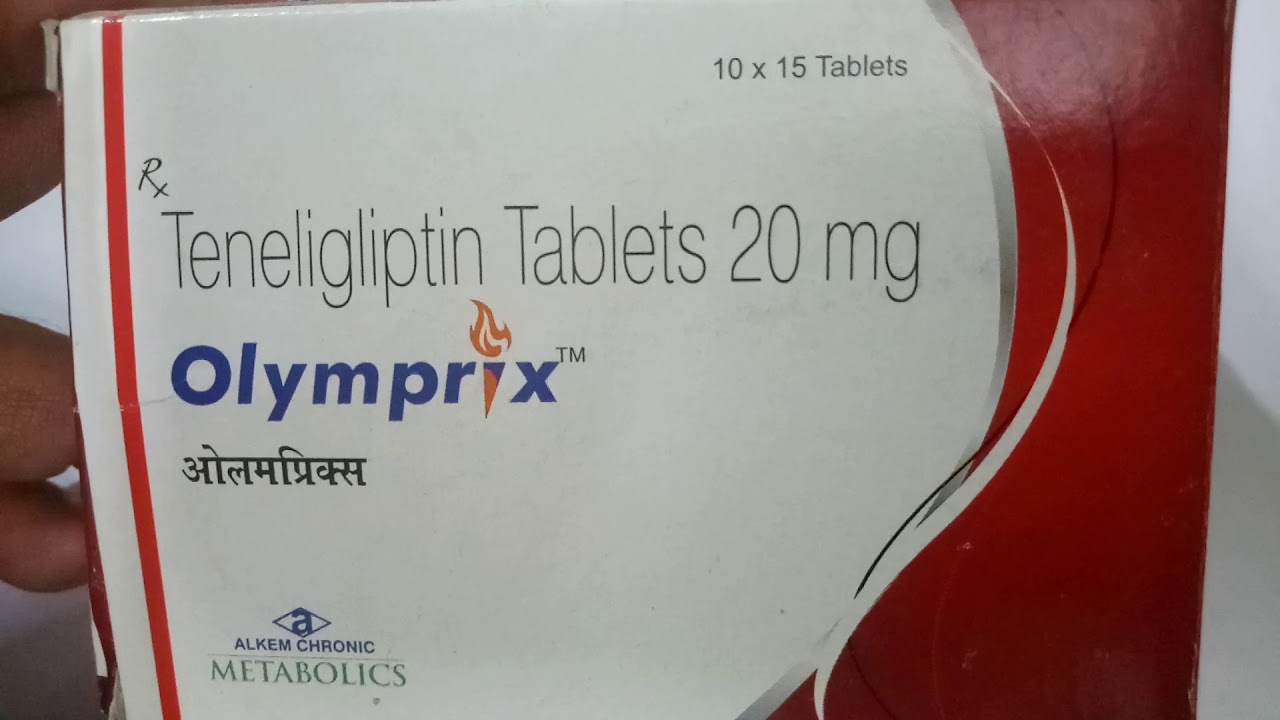 10 x 15 Tablets
Rx
Teneligliptin Tablets 20 mg
Olymprix™
ओलमप्रिक्स
a
ALKEM CHRONIC
METABOLICS